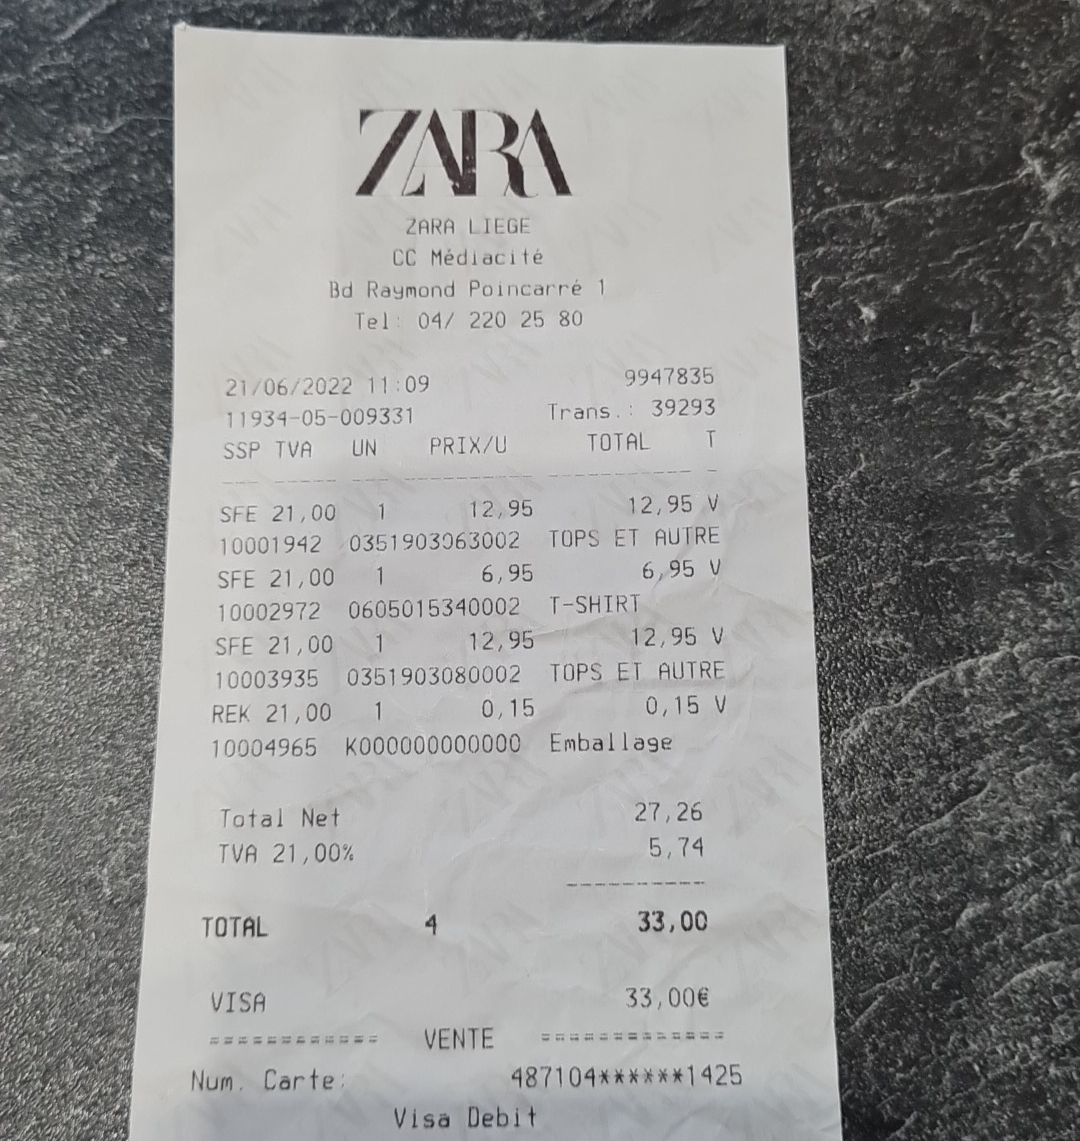 ZARA
ZARA LIEGE
CC Médiacité
Bd Raymond Poincarré 1
Tel: 04/ 220 25 80
21/06/2022 11:09 9947835
11934-05-009331 Trans.: 39293
SSP TVA UN PRIX/U TOTAL T
SFE 21,00 1 12,95 12,95 V
10001942 0351903063002 TOPS ET AUTRE
SFE 21,00 1 6,95 6,95 V
10002972 0605015340002 T-SHIRT
SFE 21,00 1 12,95 12,95 V
10003935 0351903080002 TOPS ET AUTRE
REK 21,00 1 0,15 0,15 V
10004965 K000000000000 Emballage
Total Net 27,26
TVA 21,00% 5,74
TOTAL 4 33,00
VISA 33,00€
============ VENTE =============
Num. Carte: 487104******1425
Visa Debit